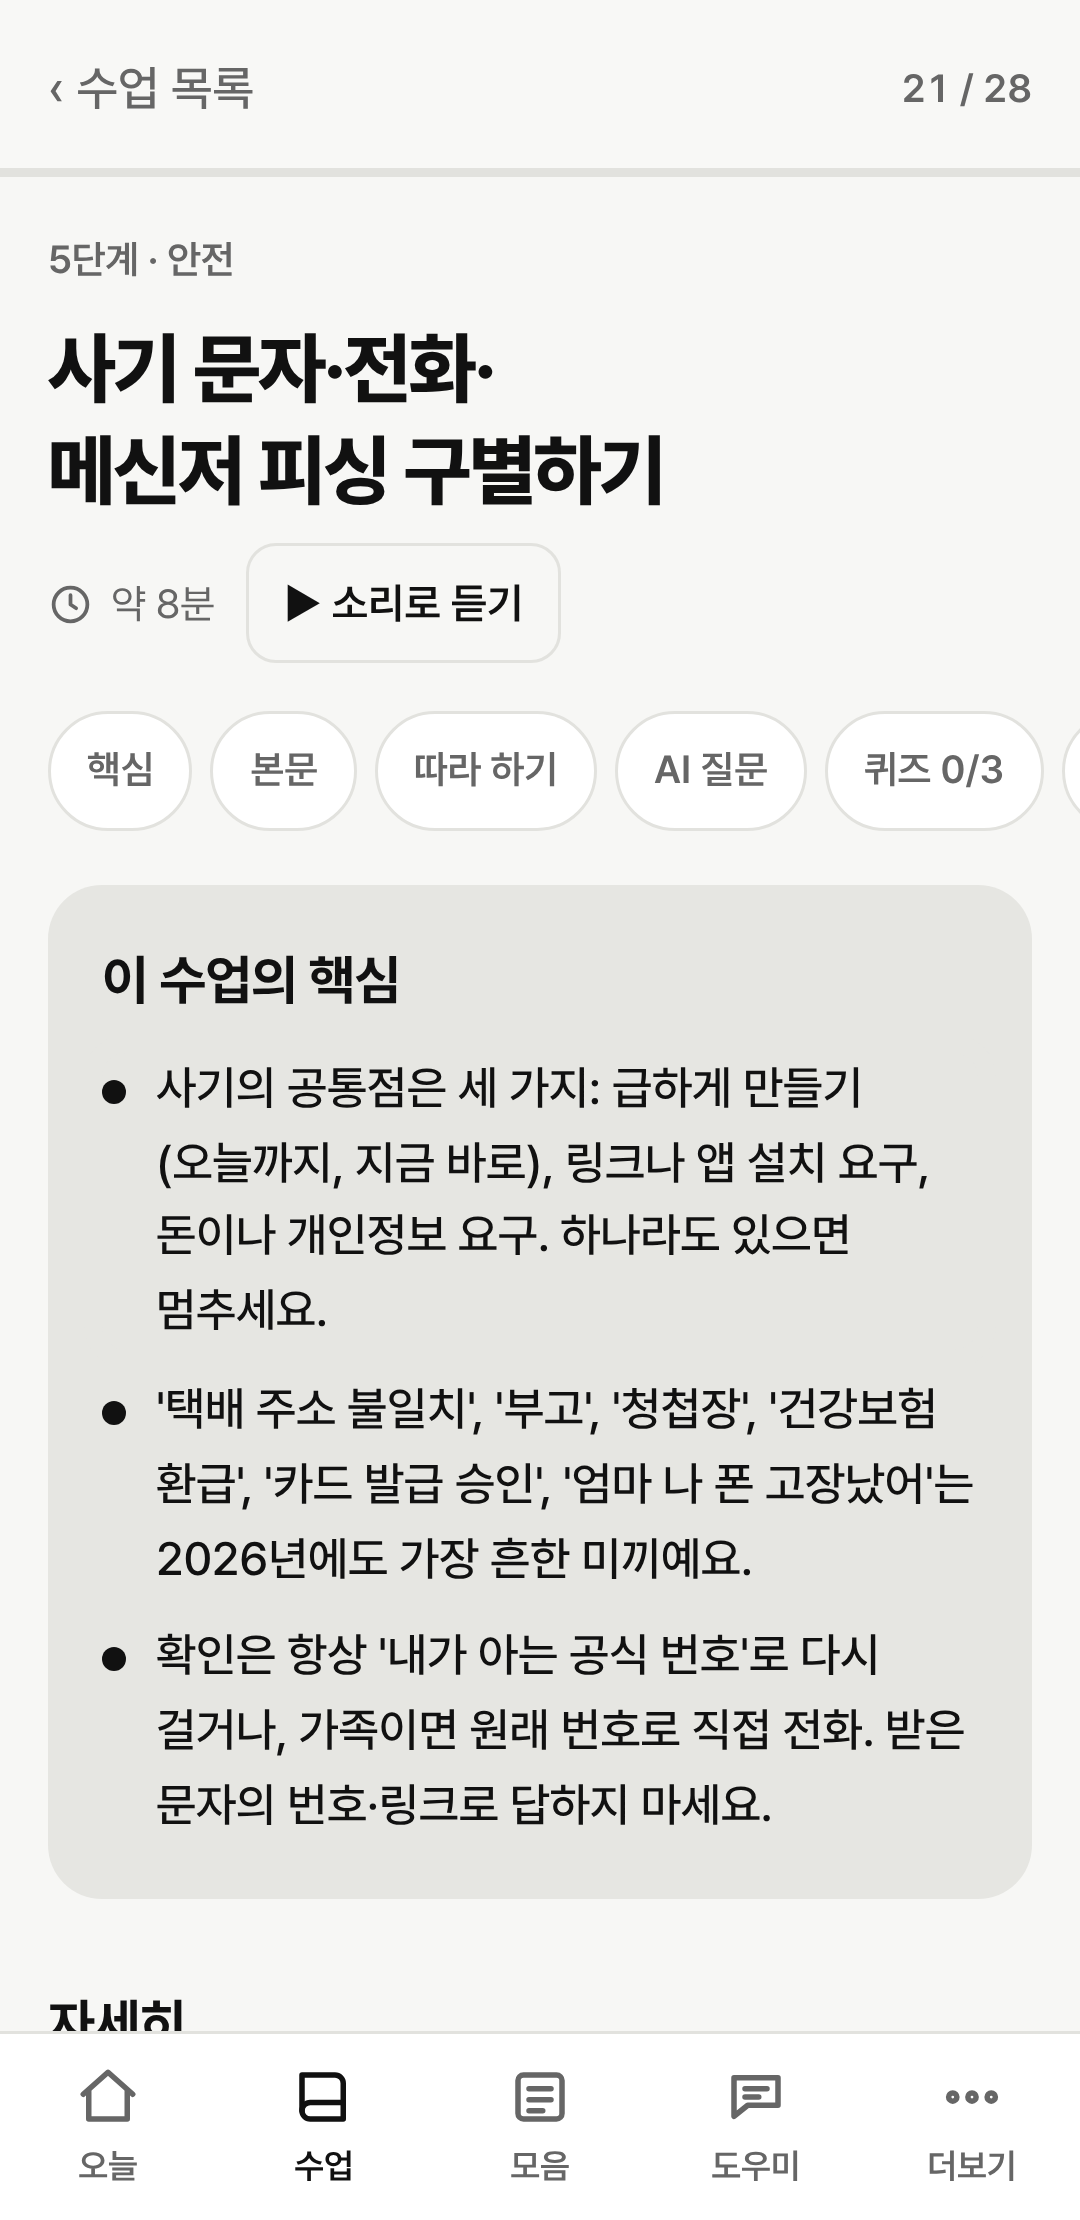 ‹ 수업 목록
21 / 28
5단계 · 안전
사기 문자·전화·
메신저 피싱 구별하기
약 8분
▶ 소리로 듣기
핵심
본문
따라 하기
AI 질문
퀴즈 0/3
이 수업의 핵심
● 사기의 공통점은 세 가지: 급하게 만들기
(오늘까지, 지금 바로), 링크나 앱 설치 요구,
돈이나 개인정보 요구. 하나라도 있으면
멈추세요.
● '택배 주소 불일치', '부고', '청첩장', '건강보험
환급', '카드 발급 승인', '엄마 나 폰 고장났어'는
2026년에도 가장 흔한 미끼예요.
● 확인은 항상 '내가 아는 공식 번호'로 다시
걸거나, 가족이면 원래 번호로 직접 전화. 받은
문자의 번호·링크로 답하지 마세요.
자세히
오늘
수업
모음
도우미
더보기